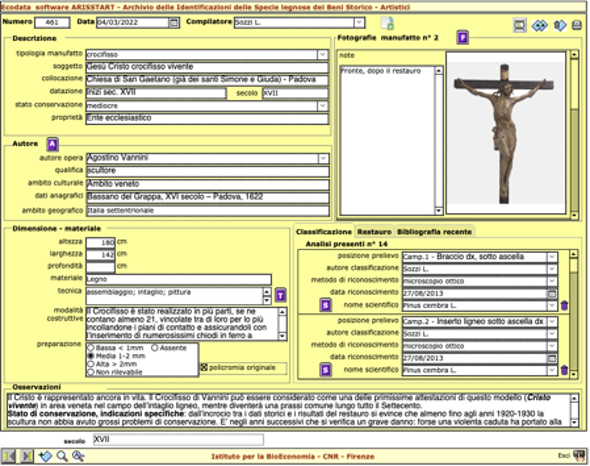 Ecodata software ARISSTART - Archivio delle Identificazioni delle Specie legnose dei Beni Storico - Artistici
Numero 461 Data 04/03/2022 Compilatore Sozzi L.
Descrizione
tipologia manufatto crocifisso
soggetto Gesù Cristo crocifisso vivente
collocazione Chiesa di San Gaetano (già dei santi Simone e Giuda) - Padova
datazione Inizi sec. XVII secolo XVII
stato conservazione mediocre
proprietà Ente ecclesiastico
Fotografie manufatto n° 2 F
note
Fronte, dopo il restauro
Autore A
autore opera Agostino Vannini
qualifica scultore
ambito culturale Ambito veneto
dati anagrafici Bassano del Grappa, XVI secolo – Padova, 1622
ambito geografico Italia settentrionale
Dimensione - materiale
altezza 180 cm
larghezza 142 cm
profondità cm
materiale Legno
tecnica assemblaggio; intaglio; pittura T
modalità costruttive Il Crocifisso è stato realizzato in più parti, se ne
contano almeno 21, vincolate tra di loro per lo più
incollandone i piani di contatto e assicurandoli con
l'inserimento di numerosissimi chiodi in ferro a
preparazione
Bassa < 1mm Assente
Media 1-2 mm
Alta > 2mm
Non rilevabile
policromia originale
Classificazione Restauro Bibliografia recente
Analisi presenti n° 14
posizione prelievo Camp.1 - Braccio dx, sotto ascella
autore classificazione Sozzi L.
metodo di riconoscimento microscopio ottico
data riconoscimento 27/08/2013
S nome scientifico Pinus cembra L.
posizione prelievo Camp.2 - Inserto ligneo sotto ascella dx
autore classificazione Sozzi L.
metodo di riconoscimento microscopio ottico
data riconoscimento 27/08/2013
S nome scientifico Pinus cembra L.
Osservazioni
Il Cristo è rappresentato ancora in vita. Il Crocifisso di Vannini può essere considerato come una delle primissime attestazioni di questo modello (Cristo
vivente) in area veneta nel campo dell'intaglio ligneo, mentre diventerà una prassi comune lungo tutto il Settecento.
Stato di conservazione, indicazioni specifiche: dall'incrocio tra i dati storici e i risultati del restauro si evince che almeno fino agli anni 1920-1930 la
scultura non abbia avuto grossi problemi di conservazione. E' negli anni successivi che si verifica un grave danno: forse una violenta caduta ha portato alla
secolo XVII
Istituto per la BioEconomia - CNR - Firenze
Esci